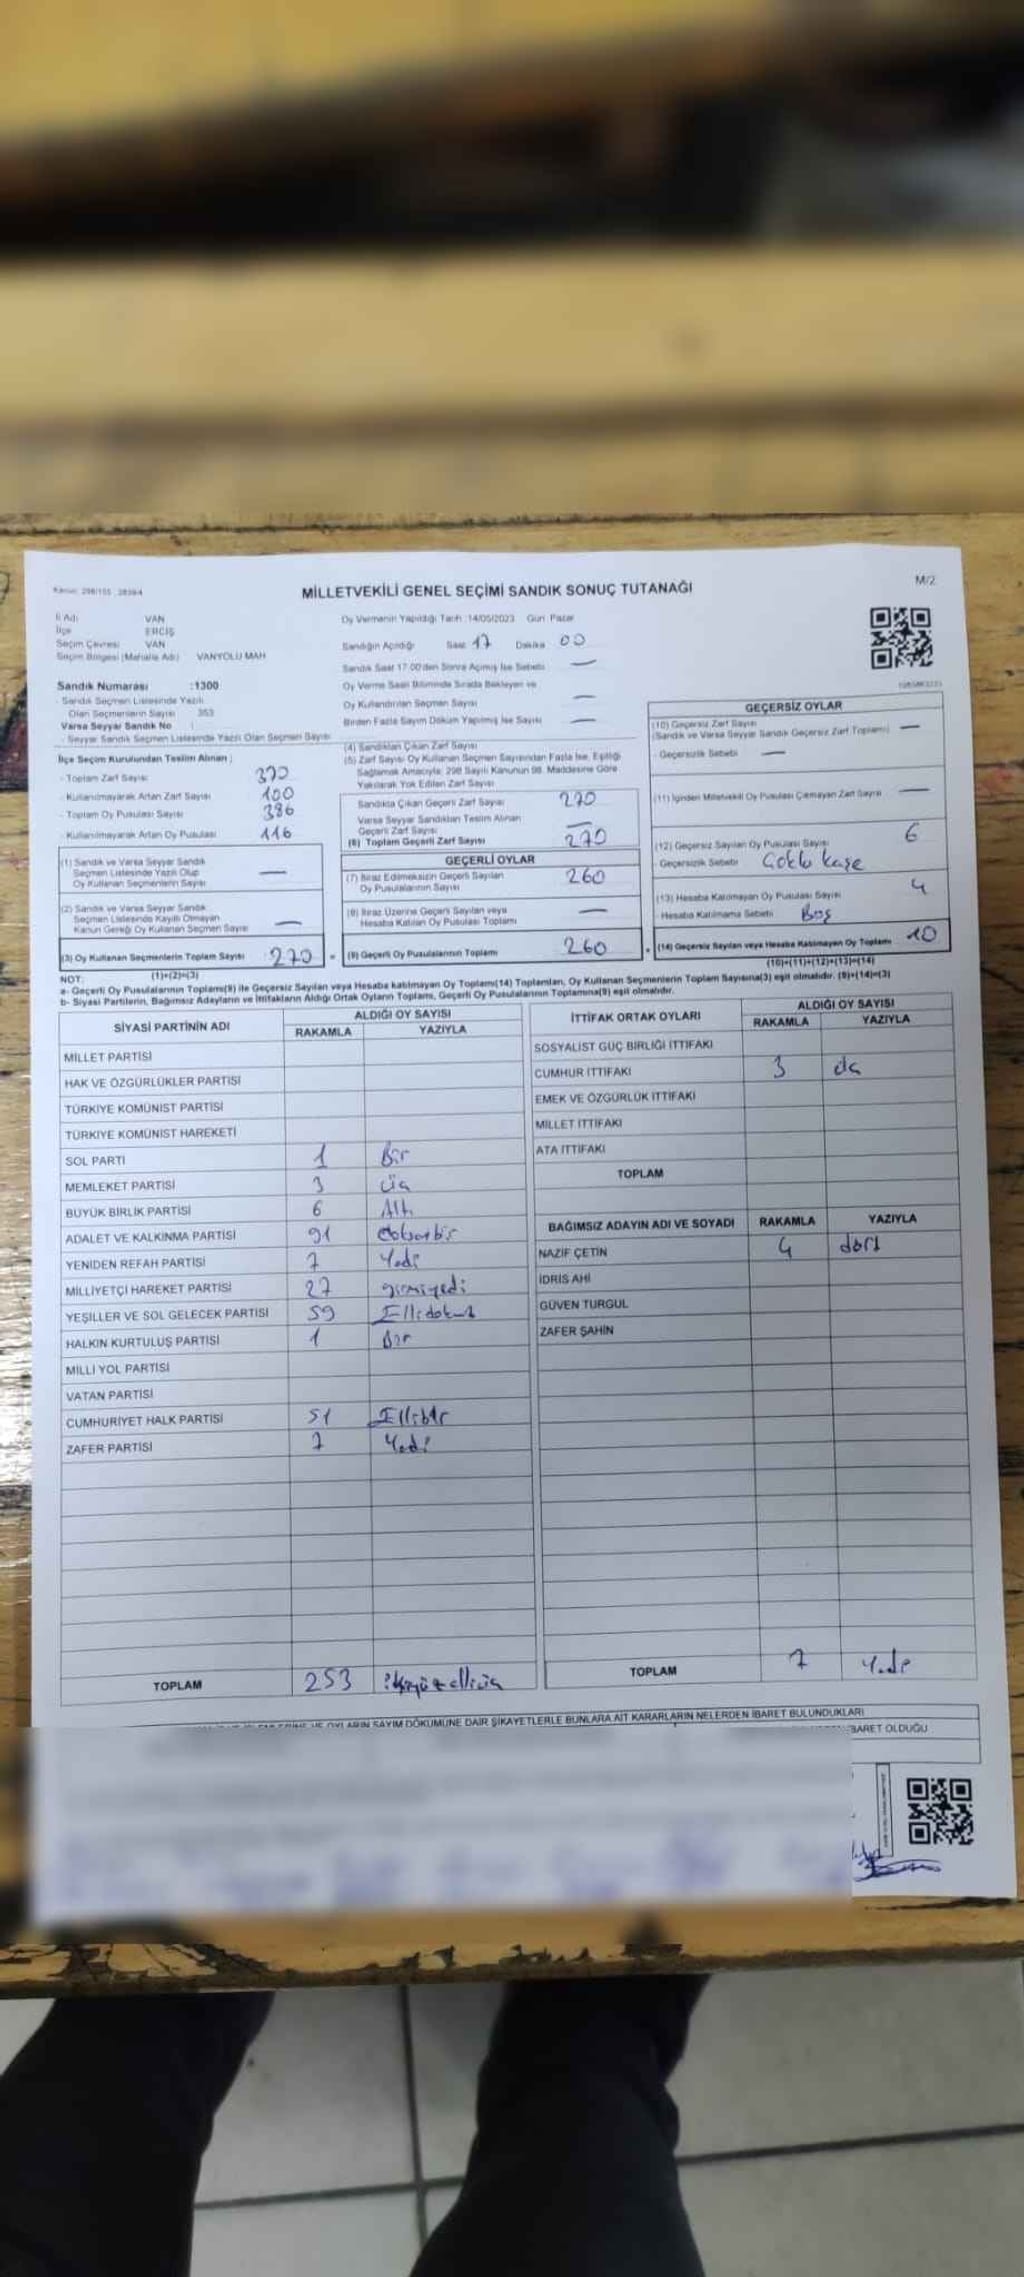 MİLLETVEKİLİ GENEL SEÇİMİ SANDIK SONUÇ TUTANAĞI
M/2
İl Adı VAN
İlçe ERCİŞ
Seçim Çevresi VAN
Seçim Bölgesi (Mahalle Adı) VANYOLU MAH
Sandık Numarası :1300
- Sandık Seçmen Listesinde Yazılı
Olan Seçmenlerin Sayısı 353
Varsa Seyyar Sandık No :
- Seyyar Sandık Seçmen Listesinde Yazılı Olan Seçmen Sayısı
Oy Vermenin Yapıldığı Tarih :14/05/2023 Gün: Pazar
Sandığın Açıldığı Saat 17 Dakika 00
Sandık Saat 17:00'den Sonra Açılmış İse Sebebi —
Oy Verme Saati Bitiminde Sırada Bekleyen ve
Oy Kullandırılan Seçmen Sayısı —
Birden Fazla Sayım Döküm Yapılmış İse Sayısı —
İlçe Seçim Kurulundan Teslim Alınan ;
- Toplam Zarf Sayısı 370
- Kullanılmayarak Artan Zarf Sayısı 100
- Toplam Oy Pusulası Sayısı 386
- Kullanılmayarak Artan Oy Pusulası 116
(4) Sandıktan Çıkan Zarf Sayısı
(5) Zarf Sayısı Oy Kullanan Seçmen Sayısından Fazla İse, Eşitliği
Sağlamak Amacıyla, 298 Sayılı Kanunun 98. Maddesine Göre
Yakılarak Yok Edilen Zarf Sayısı
Sandıkta Çıkan Geçerli Zarf Sayısı 270
Varsa Seyyar Sandıktan Teslim Alınan
Geçerli Zarf Sayısı —
(6) Toplam Geçerli Zarf Sayısı 270
GEÇERSİZ OYLAR
(10) Geçersiz Zarf Sayısı
(Sandık ve Varsa Seyyar Sandık Geçersiz Zarf Toplamı) —
- Geçersizlik Sebebi —
(11) İçinden Milletvekili Oy Pusulası Çıkmayan Zarf Sayısı —
(12) Geçersiz Sayılan Oy Pusulası Sayısı 6
- Geçersizlik Sebebi Çoklu kaşe
(13) Hesaba Katılmayan Oy Pusulası Sayısı 4
- Hesaba Katılmama Sebebi Boş
(14) Geçersiz Sayılan veya Hesaba Katılmayan Oy Toplamı 10
(10)+(11)+(12)+(13)=(14)
(1) Sandık ve Varsa Seyyar Sandık
Seçmen Listesinde Yazılı Olup
Oy Kullanan Seçmenlerin Sayısı —
(2) Sandık ve Varsa Seyyar Sandık
Seçmen Listesinde Kayıtlı Olmayan
Kanun Gereği Oy Kullanan Seçmen Sayısı —
(3) Oy Kullanan Seçmenlerin Toplam Sayısı 270
(1)+(2)=(3)
GEÇERLİ OYLAR
(7) İtiraz Edilmeksizin Geçerli Sayılan
Oy Pusulalarının Sayısı 260
(8) İtiraz Üzerine Geçerli Sayılan veya
Hesaba Katılan Oy Pusulası Toplamı —
(9) Geçerli Oy Pusulalarının Toplamı 260
NOT:
a- Geçerli Oy Pusulalarının Toplamı(9) ile Geçersiz Sayılan veya Hesaba katılmayan Oy Toplamı(14) Toplamları, Oy Kullanan Seçmenlerin Toplam Sayısına(3) eşit olmalıdır. (9)+(14)=(3)
b- Siyasi Partilerin, Bağımsız Adayların ve İttifakların Aldığı Ortak Oyların Toplamı, Geçerli Oy Pusulalarının Toplamına(9) eşit olmalıdır.
SİYASİ PARTİNİN ADI ALDIĞI OY SAYISI
RAKAMLA YAZIYLA
MİLLET PARTİSİ
HAK VE ÖZGÜRLÜKLER PARTİSİ
TÜRKİYE KOMÜNİST PARTİSİ
TÜRKİYE KOMÜNİST HAREKETİ
SOL PARTİ 1 Bir
MEMLEKET PARTİSİ 3 üç
BÜYÜK BİRLİK PARTİSİ 6 Altı
ADALET VE KALKINMA PARTİSİ 91 doksanbir
YENİDEN REFAH PARTİSİ 7 Yedi
MİLLİYETÇİ HAREKET PARTİSİ 27 yirmiyedi
YEŞİLLER VE SOL GELECEK PARTİSİ 59 Ellidokuz
HALKIN KURTULUŞ PARTİSİ 1 Bir
MİLLİ YOL PARTİSİ
VATAN PARTİSİ
CUMHURİYET HALK PARTİSİ 51 Ellibir
ZAFER PARTİSİ 7 Yedi
TOPLAM 253 ikiyüzelliüç
İTTİFAK ORTAK OYLARI ALDIĞI OY SAYISI
RAKAMLA YAZIYLA
SOSYALİST GÜÇ BİRLİĞİ İTTİFAKI
CUMHUR İTTİFAKI 3 üç
EMEK VE ÖZGÜRLÜK İTTİFAKI
MİLLET İTTİFAKI
ATA İTTİFAKI
TOPLAM
BAĞIMSIZ ADAYIN ADI VE SOYADI RAKAMLA YAZIYLA
NAZİF ÇETİN 4 dört
İDRİS AHİ
GÜVEN TURGUL
ZAFER ŞAHİN
TOPLAM 7 Yedi
OYLARIN SAYIM DÖKÜMÜNE DAİR ŞİKAYETLERLE BUNLARA AİT KARARLARIN NELERDEN İBARET BULUNDUKLARI
İBARET OLDUĞU